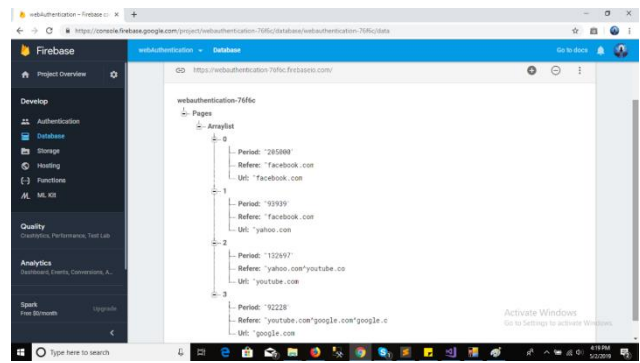 webAuthentication – Firebase co
https://console.firebase.google.com/project/webauthentication-76f6c/database/webauthentication-76f6c/data
Firebase
webAuthentication
Database
Go to docs
Project Overview
https://webauthentication-76f6c.firebaseio.com/
Develop
Authentication
Database
Storage
Hosting
Functions
ML Kit
Quality
Crashlytics, Performance, Test Lab
Analytics
Dashboard, Events, Conversions, A...
Spark
Free $0/month
Upgrade
webauthentication-76f6c
Pages
Arraylist
0
Period: "205000"
Refere: "facebook.com
Url: "facebook.com
1
Period: "93939"
Refere: "facebook.com
Url: "yahoo.com
2
Period: "132697"
Refere: "yahoo.com^youtube.co
Url: "youtube.com
3
Period: "92228"
Refere: "youtube.com^google.com^google.c
Url: "google.com
Activate Windows
Go to Settings to activate Windows.
Type here to search
4:19 PM
5/2/2019